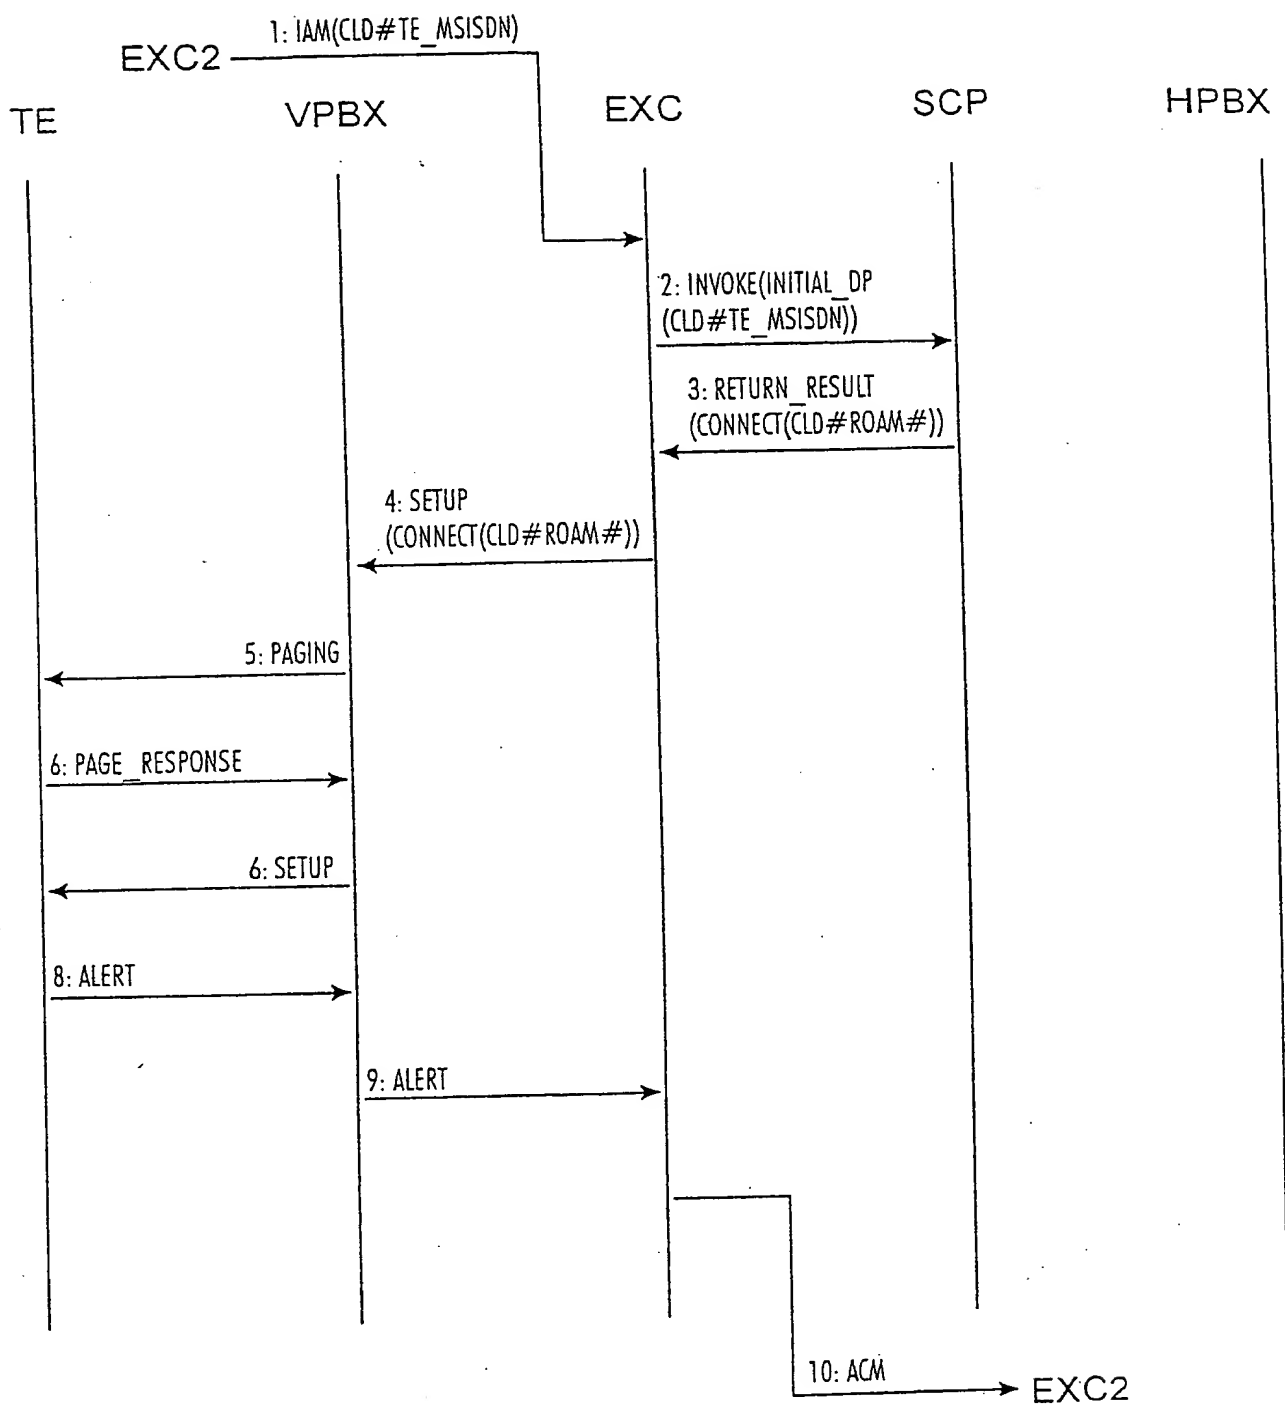 1: IAM(CLD#TE_MSISDN)
EXC2
TE
VPBX
EXC
SCP
HPBX
2: INVOKE(INITIAL_DP
(CLD#TE_MSISDN))
3: RETURN_RESULT
(CONNECT(CLD#ROAM#))
4: SETUP
(CONNECT(CLD#ROAM#))
5: PAGING
6: PAGE_RESPONSE
6: SETUP
8: ALERT
9: ALERT
10: ACM
EXC2